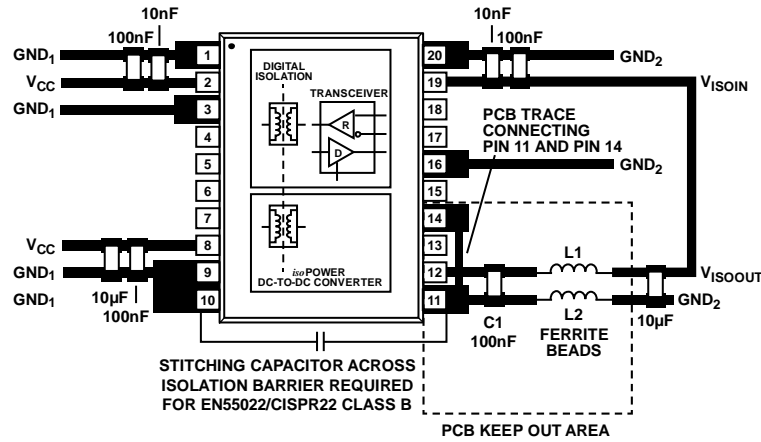 10nF
100nF
GND1
VCC
GND1
1
2
3
4
5
6
7
8
9
10
VCC
GND1
GND1
10µF
100nF
DIGITAL
ISOLATION
TRANSCEIVER
R
D
isoPOWER
DC-TO-DC CONVERTER
20
19
18
17
16
15
14
13
12
11
10nF
100nF
GND2
VISOIN
PCB TRACE
CONNECTING
PIN 11 AND PIN 14
GND2
L1
VISOOUT
GND2
C1
100nF
L2
FERRITE
BEADS
10µF
STITCHING CAPACITOR ACROSS
ISOLATION BARRIER REQUIRED
FOR EN55022/CISPR22 CLASS B
PCB KEEP OUT AREA